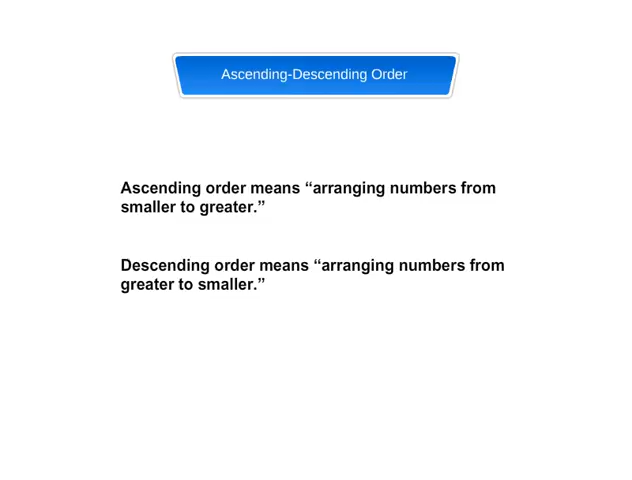 Ascending-Descending Order
Ascending order means “arranging numbers from
smaller to greater.”
Descending order means “arranging numbers from
greater to smaller.”